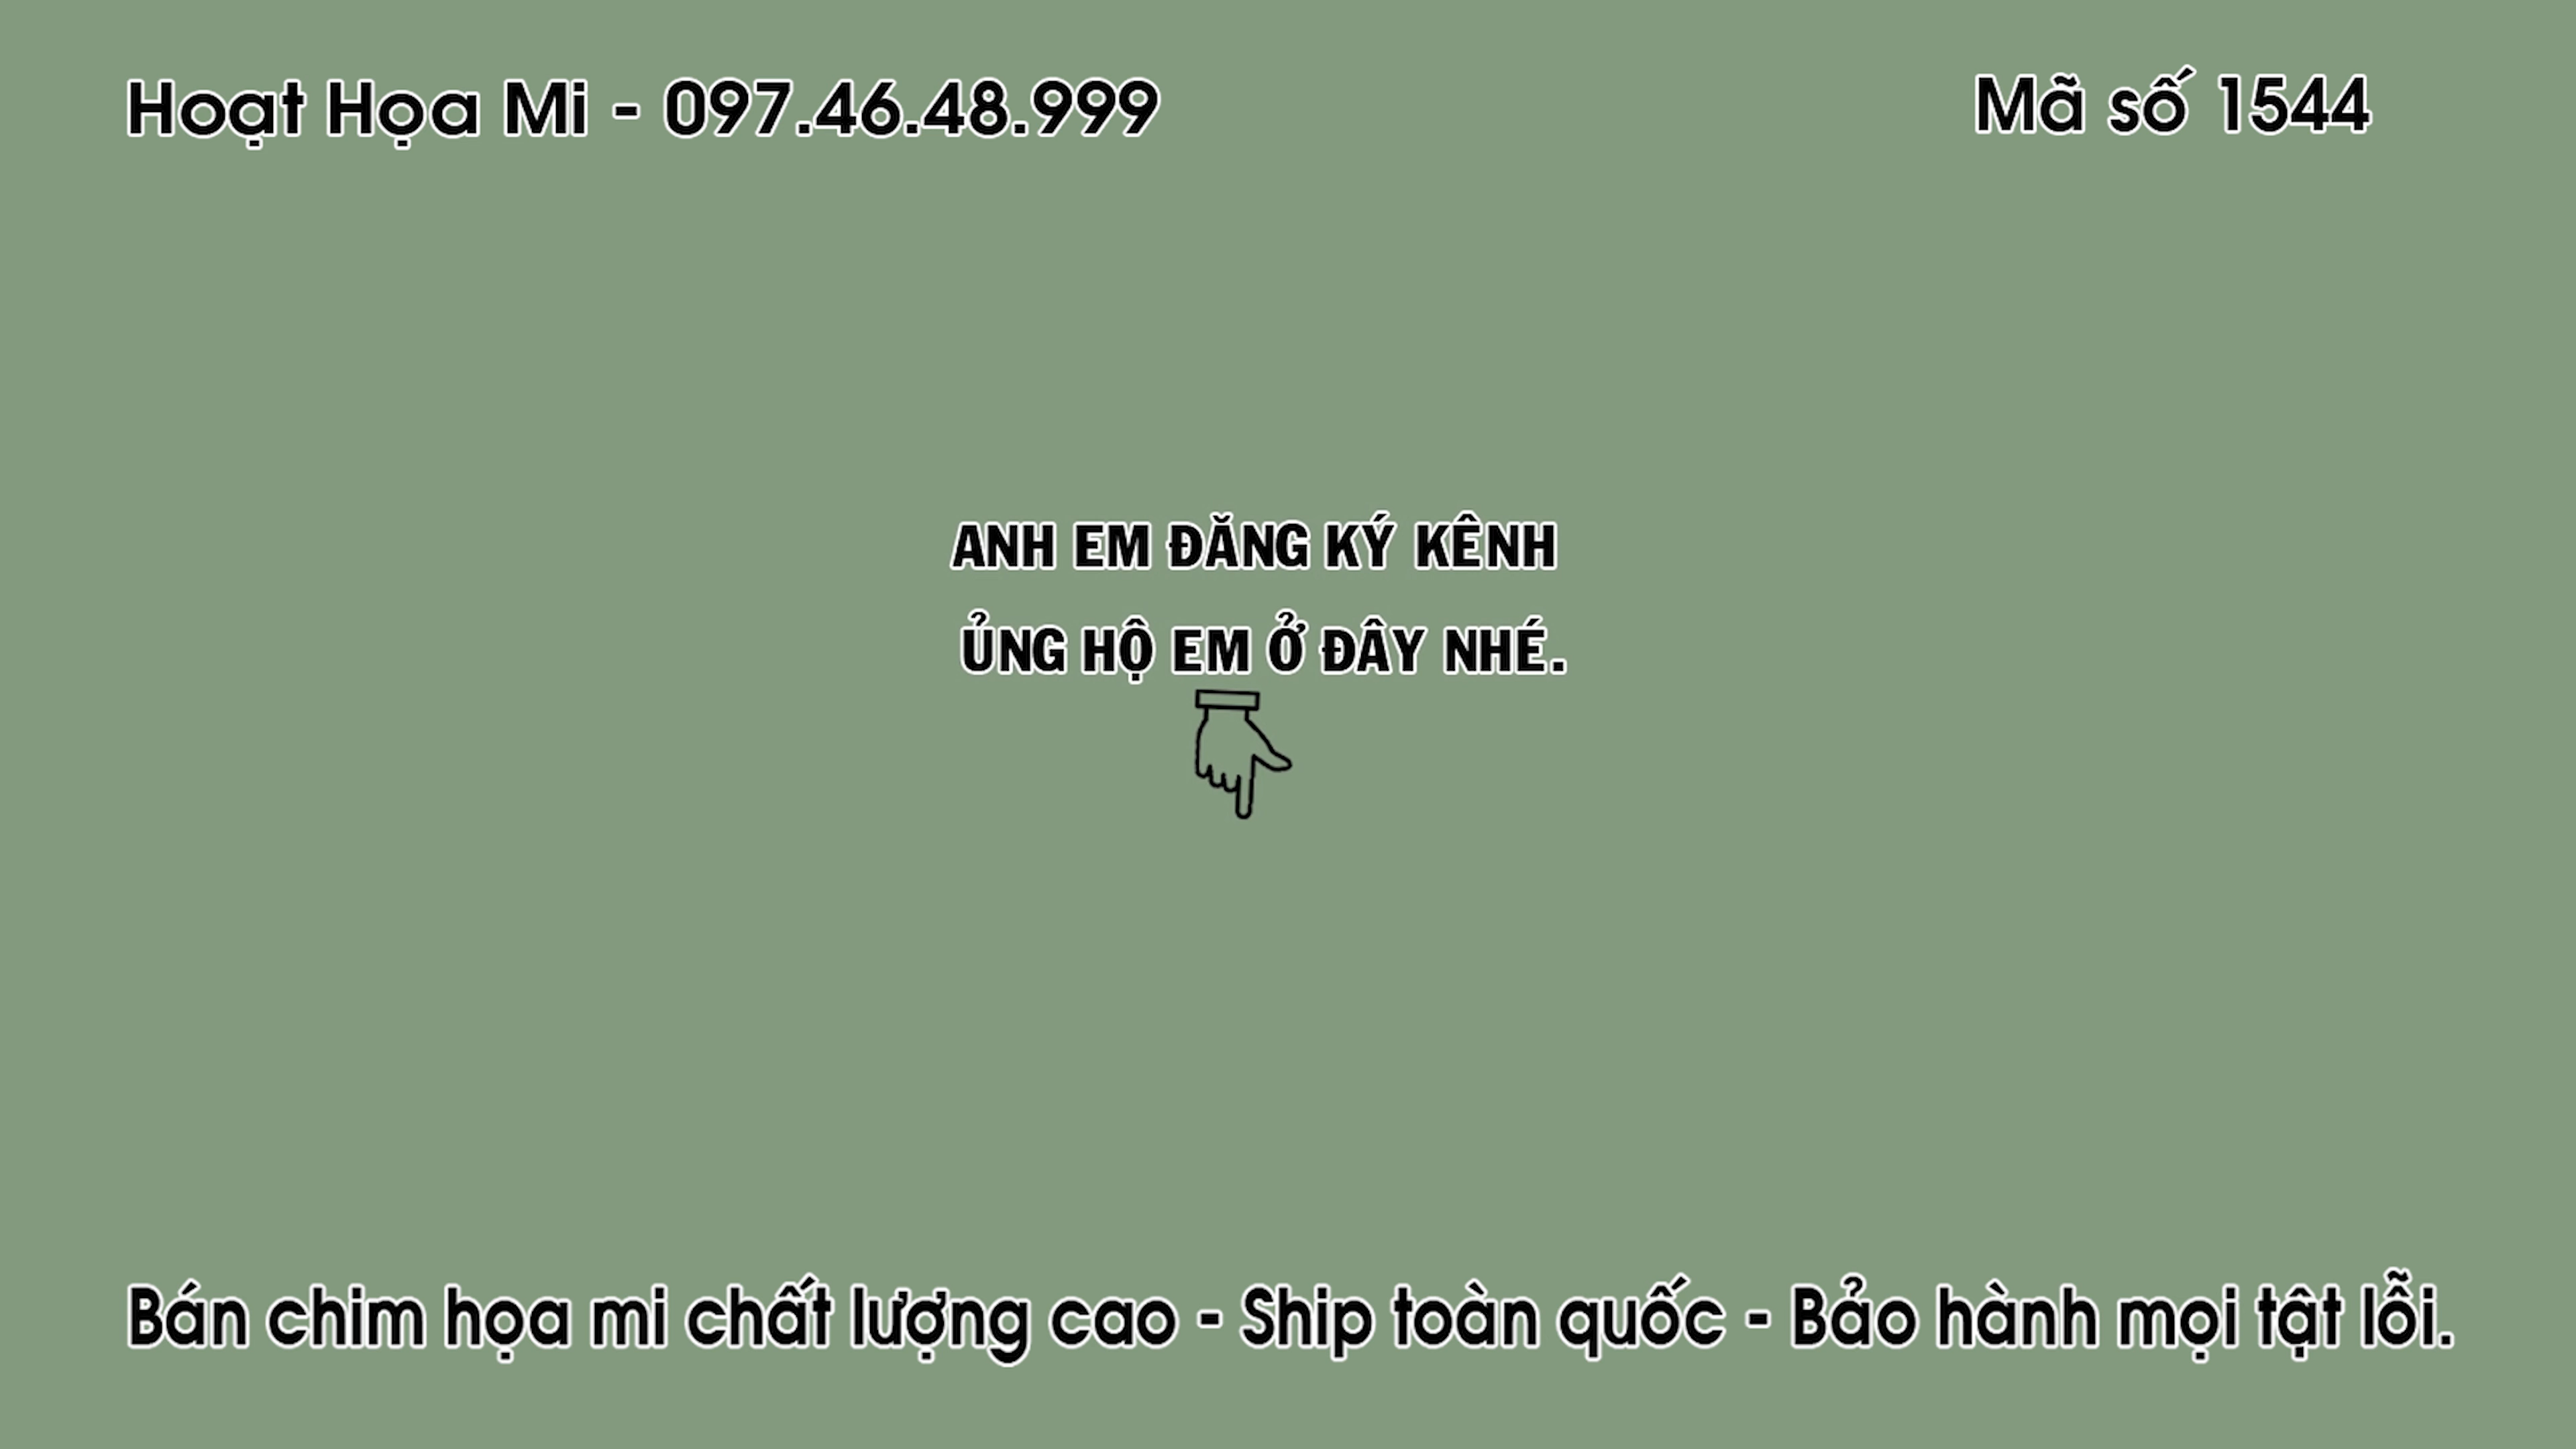 Hoạt Họa Mi - 097.46.48.999
Mã số 1544
ANH EM ĐĂNG KÝ KÊNH
ỦNG HỘ EM Ở ĐÂY NHÉ.
Bán chim họa mi chất lượng cao - Ship toàn quốc - Bảo hành mọi tật lỗi.